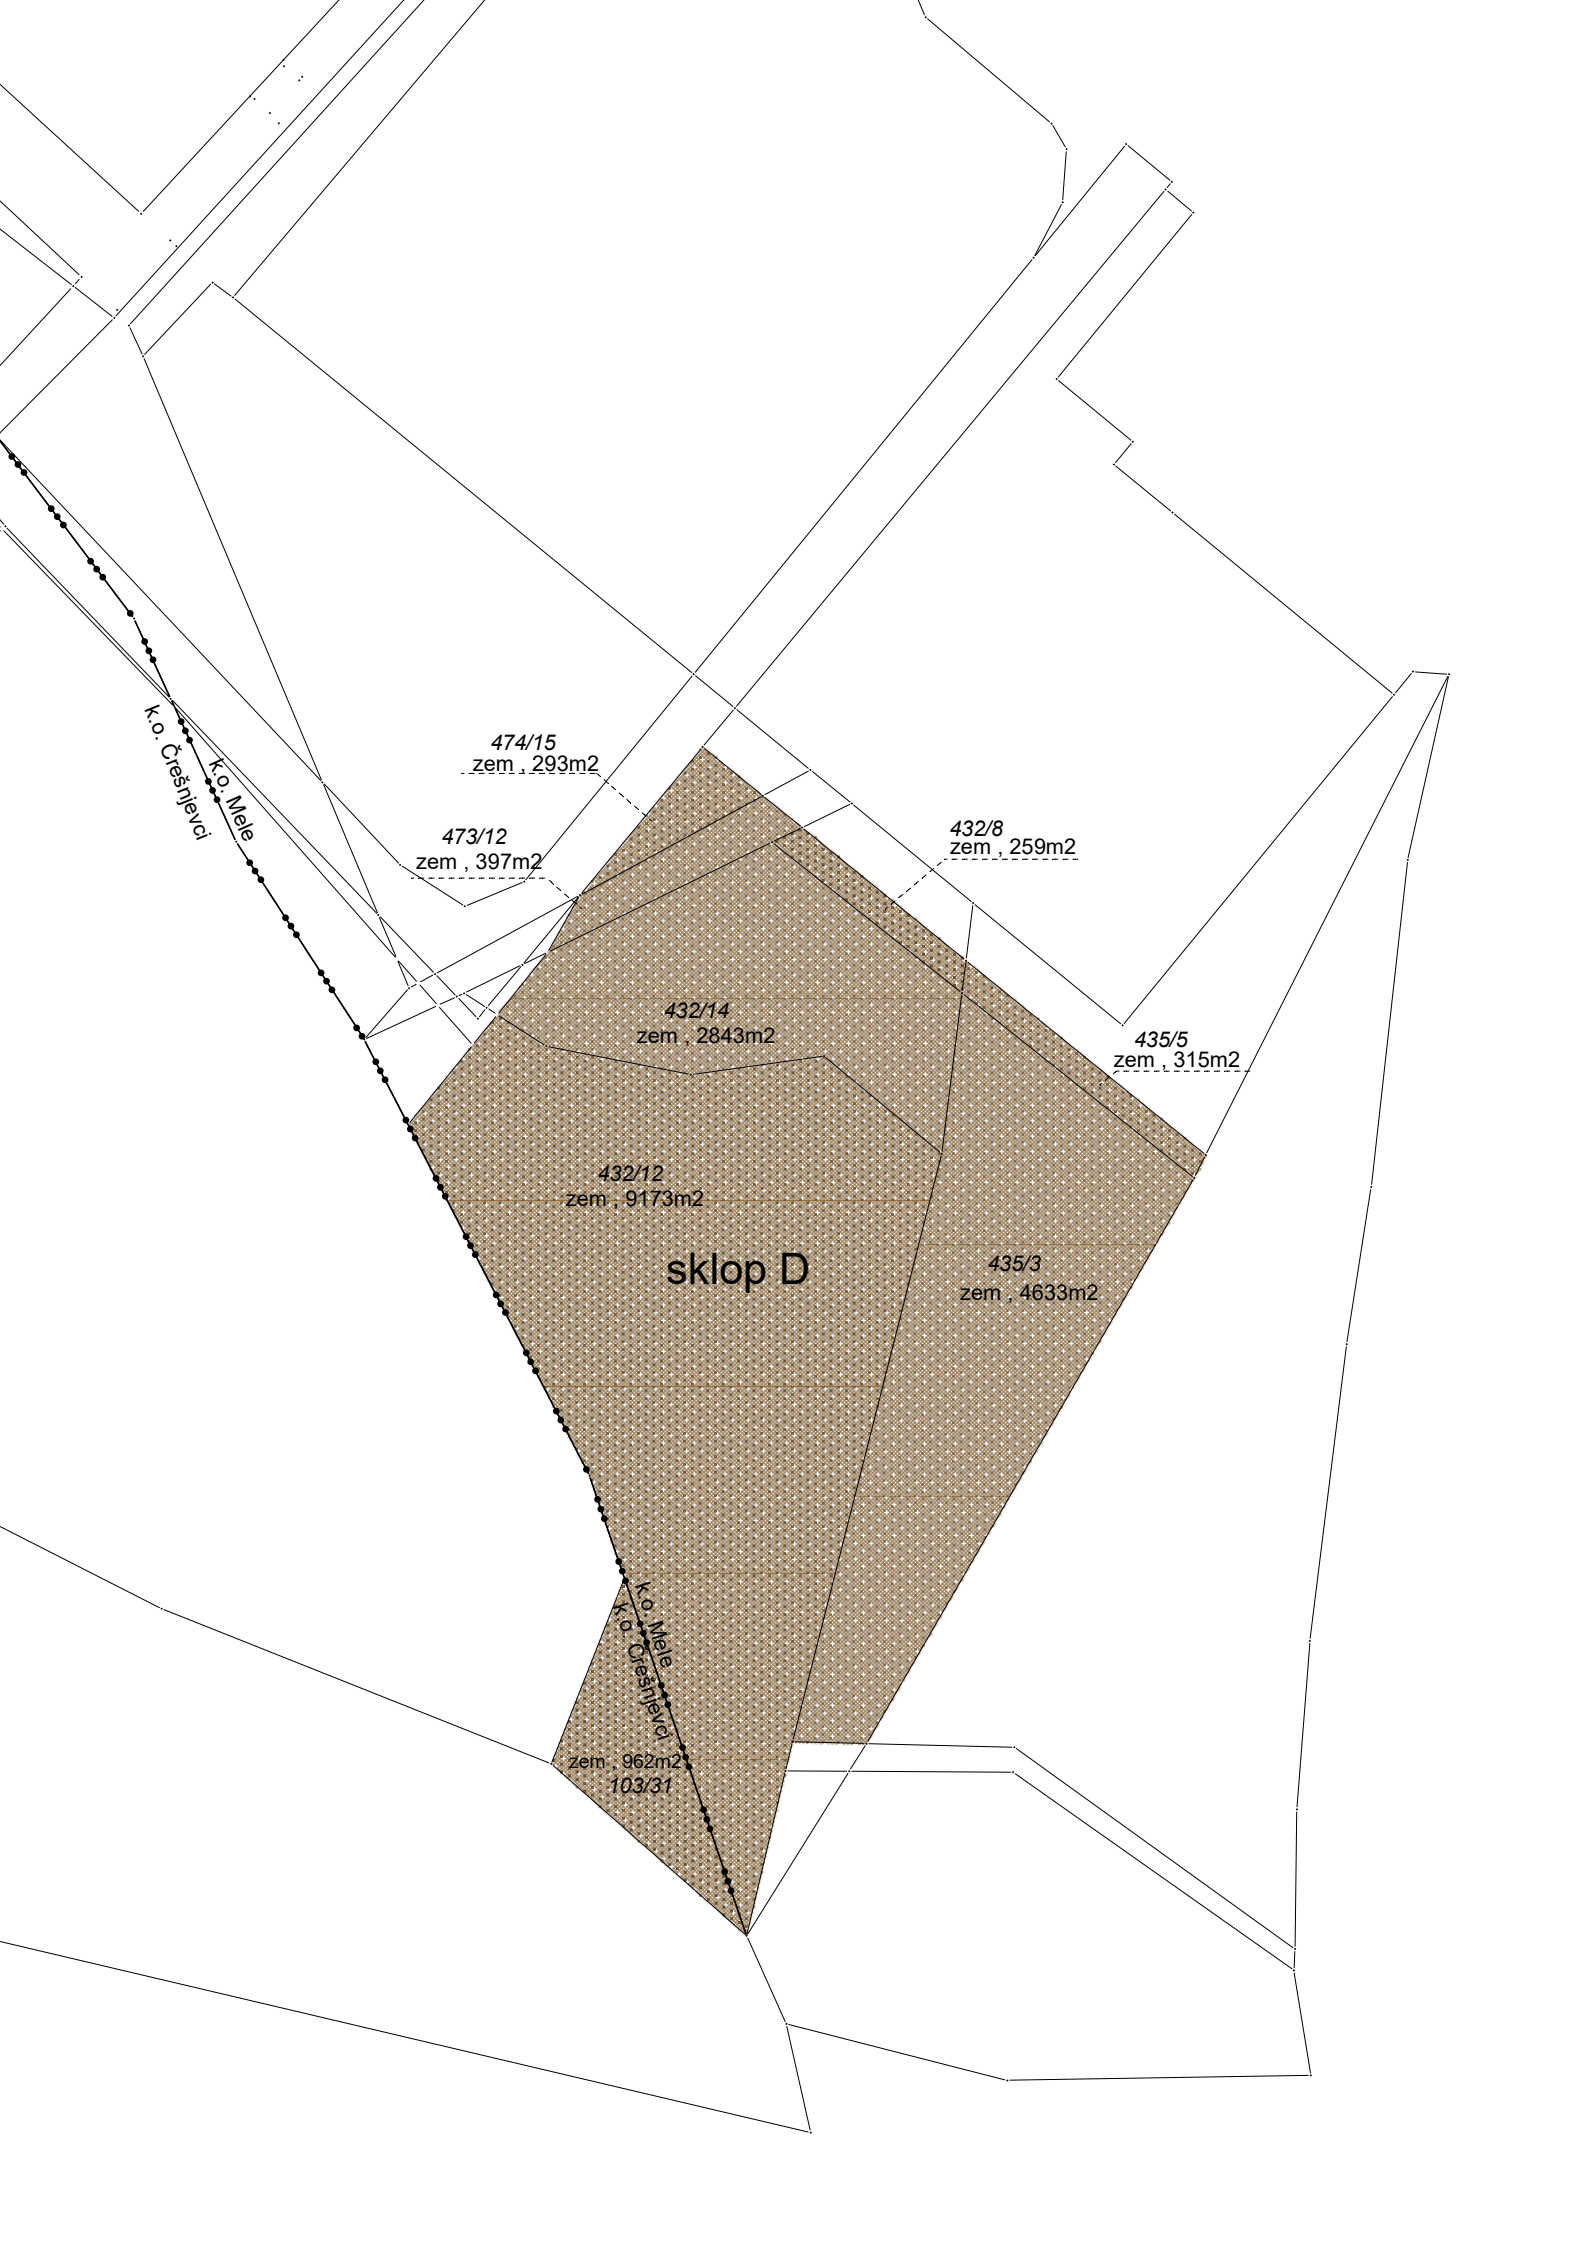 474/15
zem , 293m2
k.o. Črešnjevci
k.o. Mele
473/12
zem , 397m2
432/8
zem , 259m2
432/14
zem , 2843m2
435/5
zem , 315m2
432/12
zem , 9173m2
sklop D
435/3
zem , 4633m2
k.o. Mele
k.o. Črešnjevci
zem , 962m2
103/31